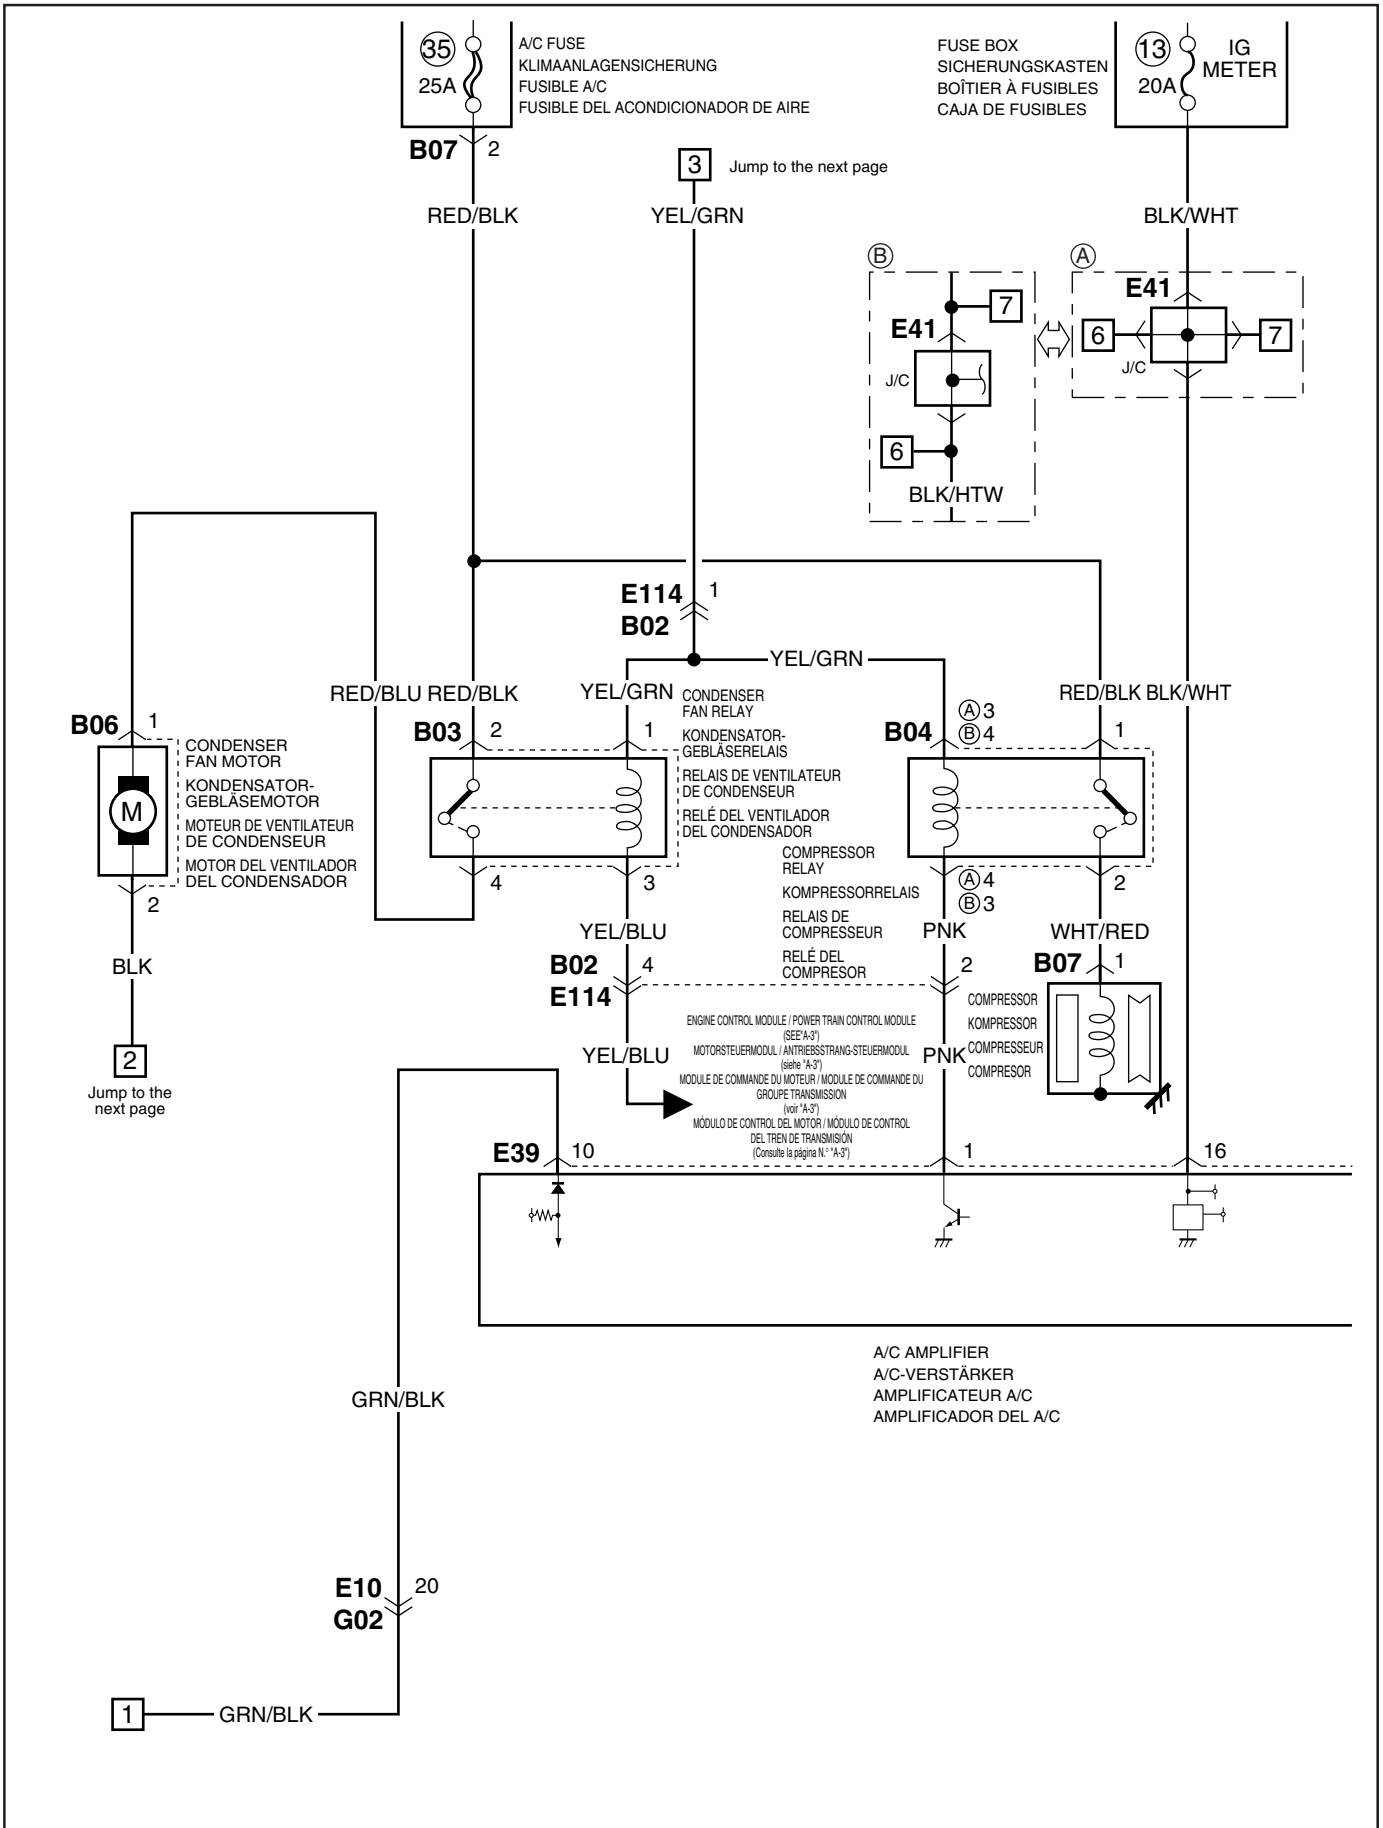 35
25A
A/C FUSE
KLIMAANLAGENSICHERUNG
FUSIBLE A/C
FUSIBLE DEL ACONDICIONADOR DE AIRE
FUSE BOX
SICHERUNGSKASTEN
BOÎTIER À FUSIBLES
CAJA DE FUSIBLES
13
20A
IG
METER
B07 2
3 Jump to the next page
RED/BLK
YEL/GRN
BLK/WHT
B
A
7
E41
J/C
6
BLK/HTW
E41
6
7
J/C
E114 1
B02
YEL/GRN
RED/BLU RED/BLK
YEL/GRN
RED/BLK BLK/WHT
B06 1
CONDENSER
FAN MOTOR
KONDENSATOR-
GEBLÄSEMOTOR
MOTEUR DE VENTILATEUR
DE CONDENSEUR
MOTOR DEL VENTILADOR
DEL CONDENSADOR
M
2
B03 2 1
CONDENSER
FAN RELAY
KONDENSATOR-
GEBLÄSERELAIS
RELAIS DE VENTILATEUR
DE CONDENSEUR
RELÉ DEL VENTILADOR
DEL CONDENSADOR
4 3
B04
A 3
B 4
1
COMPRESSOR
RELAY
KOMPRESSORRELAIS
RELAIS DE
COMPRESSEUR
RELÉ DEL
COMPRESOR
A 4
B 3
2
BLK
2
Jump to the
next page
YEL/BLU
PNK
WHT/RED
B02 4
E114
2
B07 1
COMPRESSOR
KOMPRESSOR
COMPRESSEUR
COMPRESOR
YEL/BLU
ENGINE CONTROL MODULE / POWER TRAIN CONTROL MODULE
(SEE"A-3")
MOTORSTEUERMODUL / ANTRIEBSSTRANG-STEUERMODUL
(siehe "A-3")
MODULE DE COMMANDE DU MOTEUR / MODULE DE COMMANDE DU
GROUPE TRANSMISSION
(voir "A-3")
MÓDULO DE CONTROL DEL MOTOR / MÓDULO DE CONTROL
DEL TREN DE TRANSMISIÓN
(Consulte la página N.° "A-3")
PNK
E39 10 1 16
A/C AMPLIFIER
A/C-VERSTÄRKER
AMPLIFICATEUR A/C
AMPLIFICADOR DEL A/C
GRN/BLK
E10 20
G02
1 GRN/BLK